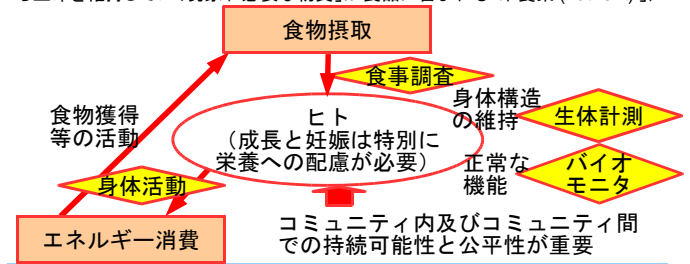 食物摂取
食事調査
食物獲得
等の活動
ヒト
（成長と妊娠は特別に
栄養への配慮が必要）
身体構造
の維持
生体計測
正常な
機能
バイオ
モニタ
身体活動
エネルギー消費
コミュニティ内及びコミュニティ間
での持続可能性と公平性が重要